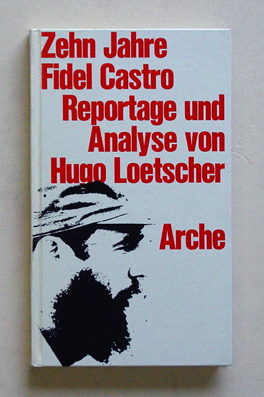 Zehn Jahre
Fidel Castro
Reportage und
Analyse von
Hugo Loetscher
Arche